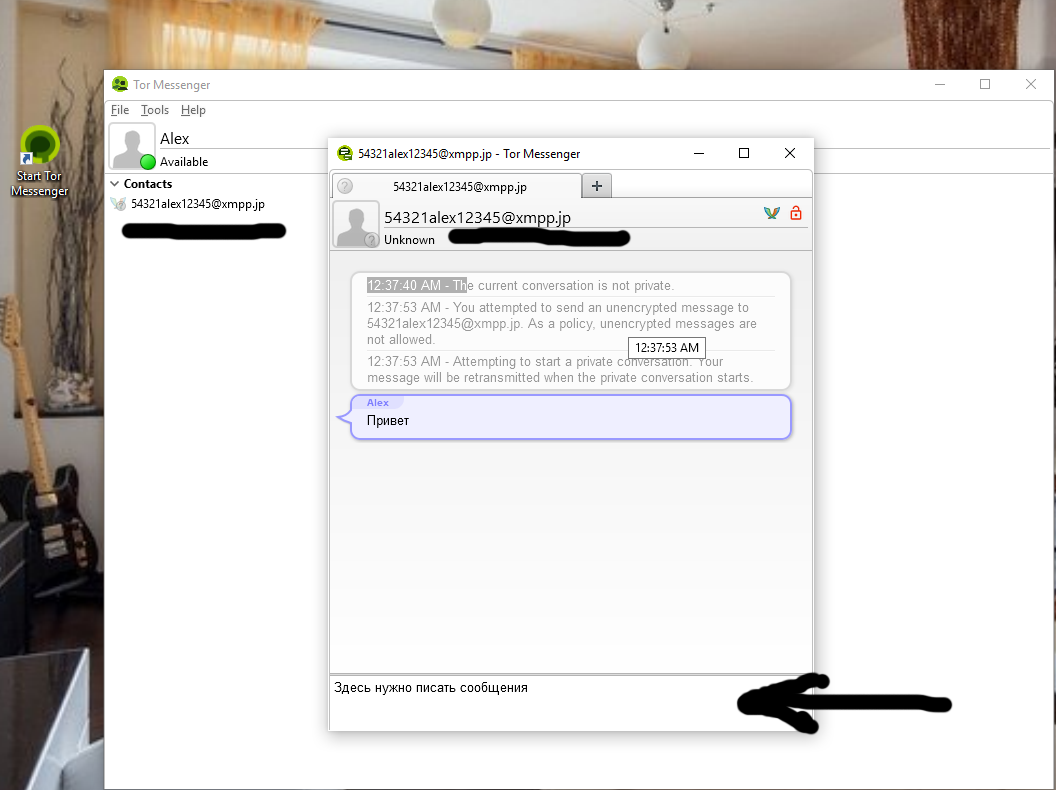 Tor Messenger
File Tools Help
Alex
Available
Contacts
54321alex12345@xmpp.jp
Start Tor
Messenger
54321alex12345@xmpp.jp - Tor Messenger
54321alex12345@xmpp.jp
54321alex12345@xmpp.jp
Unknown
12:37:40 AM - The current conversation is not private.
12:37:53 AM - You attempted to send an unencrypted message to
54321alex12345@xmpp.jp. As a policy, unencrypted messages are
not allowed.
12:37:53 AM
12:37:53 AM - Attempting to start a private conversation. Your
message will be retransmitted when the private conversation starts.
Alex
Привет
Здесь нужно писать сообщения